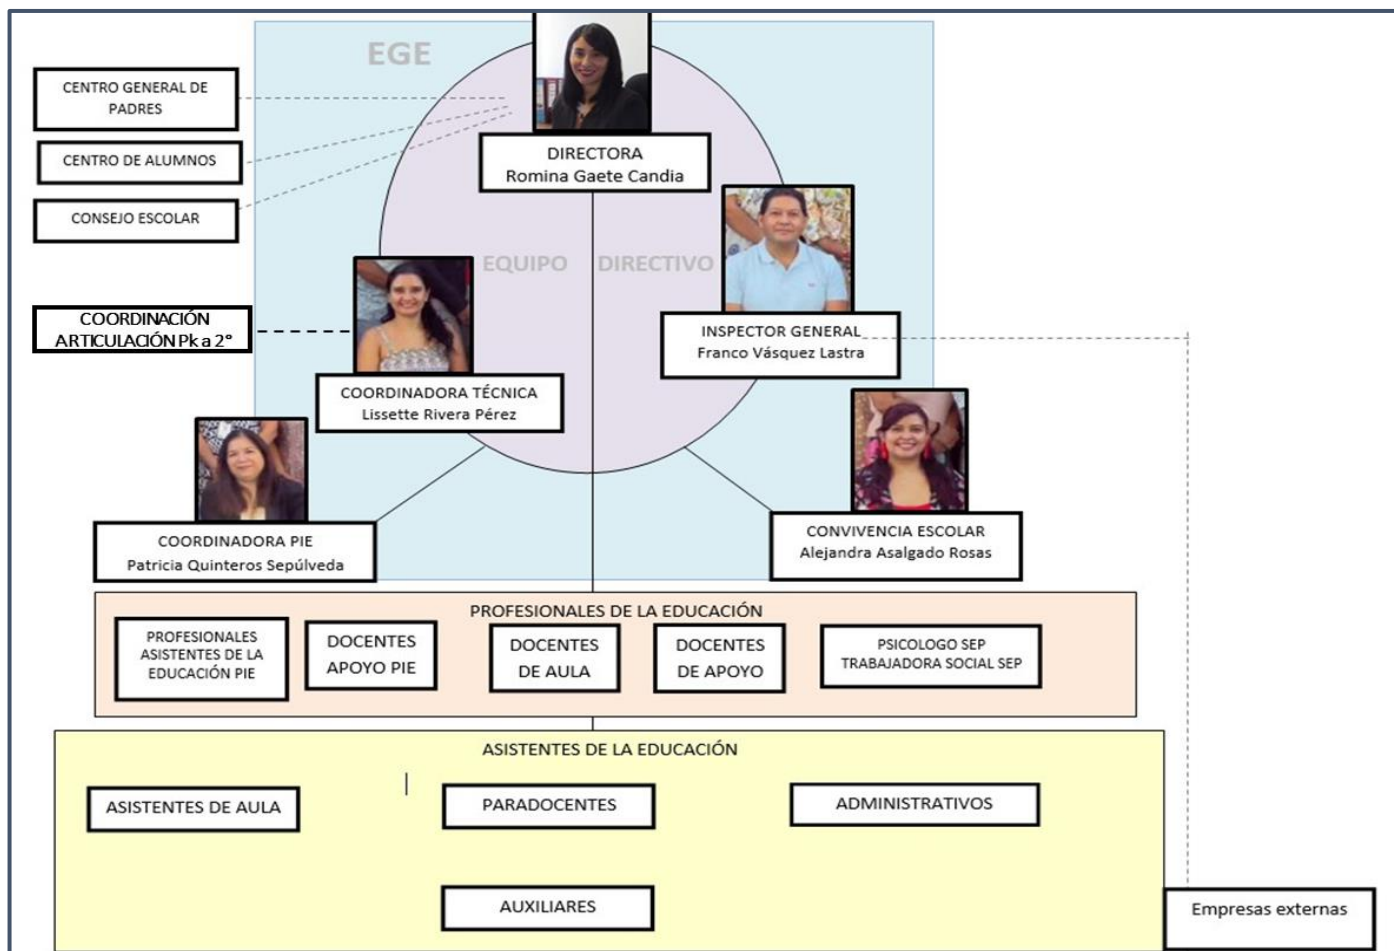 EGE
CENTRO GENERAL DE
PADRES
CENTRO DE ALUMNOS
CONSEJO ESCOLAR
DIRECTORA
Romina Gaete Candia
EQUIPO DIRECTIVO
COORDINACIÓN
ARTICULACIÓN Pk a 2°
INSPECTOR GENERAL
Franco Vásquez Lastra
COORDINADORA TÉCNICA
Lissette Rivera Pérez
COORDINADORA PIE
Patricia Quinteros Sepúlveda
CONVIVENCIA ESCOLAR
Alejandra Asalgado Rosas
PROFESIONALES DE LA EDUCACIÓN
PROFESIONALES
ASISTENTES DE LA
EDUCACIÓN PIE
DOCENTES
APOYO PIE
DOCENTES
DE AULA
DOCENTES
DE APOYO
PSICOLOGO SEP
TRABAJADORA SOCIAL SEP
ASISTENTES DE LA EDUCACIÓN
ASISTENTES DE AULA
PARADOCENTES
ADMINISTRATIVOS
AUXILIARES
Empresas externas